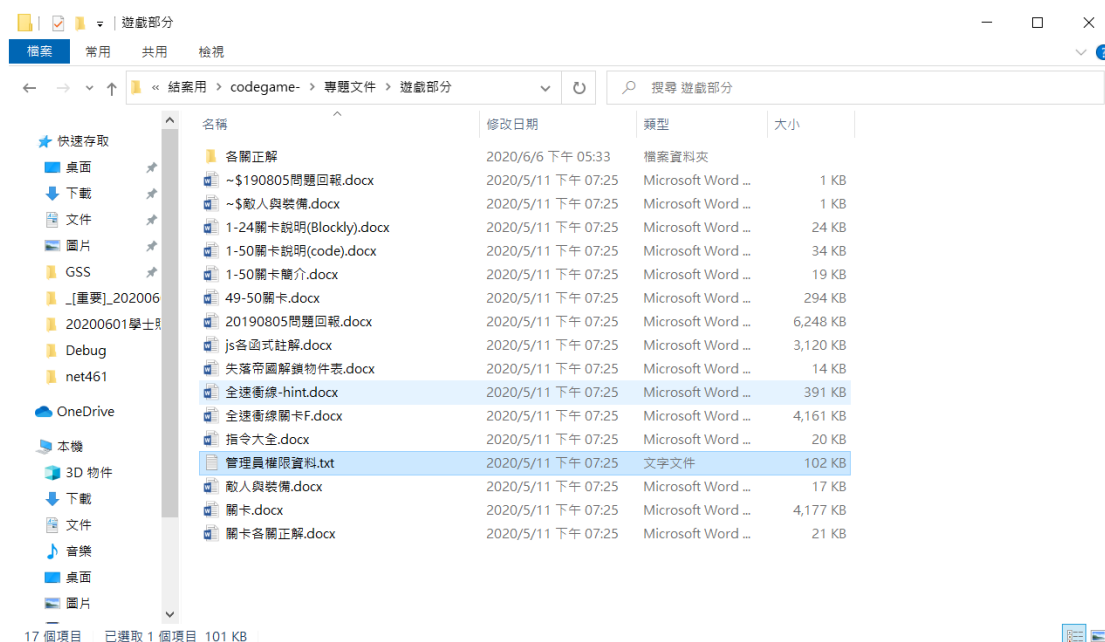 遊戲部分
檔案 常用 共用 檢視
« 結案用 › codegame- › 專題文件 › 遊戲部分 搜尋 遊戲部分
名稱 修改日期 類型 大小
快速存取
桌面
下載
文件
圖片
GSS
_[重要]_2020060
20200601學士
Debug
net461
OneDrive
本機
3D 物件
下載
文件
音樂
桌面
圖片
各關正解 2020/6/6 下午 05:33 檔案資料夾
~$190805問題回報.docx 2020/5/11 下午 07:25 Microsoft Word ... 1 KB
~$敵人與裝備.docx 2020/5/11 下午 07:25 Microsoft Word ... 1 KB
1-24關卡說明(Blockly).docx 2020/5/11 下午 07:25 Microsoft Word ... 24 KB
1-50關卡說明(code).docx 2020/5/11 下午 07:25 Microsoft Word ... 34 KB
1-50關卡簡介.docx 2020/5/11 下午 07:25 Microsoft Word ... 19 KB
49-50關卡.docx 2020/5/11 下午 07:25 Microsoft Word ... 294 KB
20190805問題回報.docx 2020/5/11 下午 07:25 Microsoft Word ... 6,248 KB
js各函式註解.docx 2020/5/11 下午 07:25 Microsoft Word ... 3,120 KB
失落帝國解鎖物件表.docx 2020/5/11 下午 07:25 Microsoft Word ... 14 KB
全速衝線-hint.docx 2020/5/11 下午 07:25 Microsoft Word ... 391 KB
全速衝線關卡F.docx 2020/5/11 下午 07:25 Microsoft Word ... 4,161 KB
指令大全.docx 2020/5/11 下午 07:25 Microsoft Word ... 20 KB
管理員權限資料.txt 2020/5/11 下午 07:25 文字文件 102 KB
敵人與裝備.docx 2020/5/11 下午 07:25 Microsoft Word ... 17 KB
關卡.docx 2020/5/11 下午 07:25 Microsoft Word ... 4,177 KB
關卡各關正解.docx 2020/5/11 下午 07:25 Microsoft Word ... 21 KB
17 個項目 已選取 1 個項目 101 KB